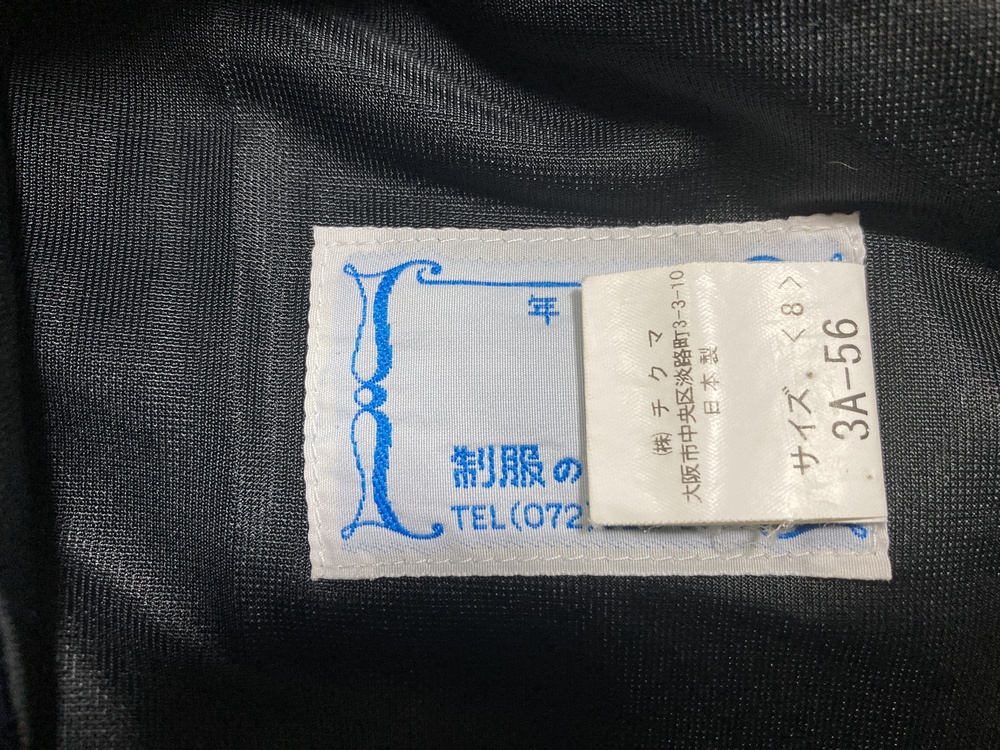 年
制服の
TEL(072
(株) チクマ
大阪市中央区淡路町3-3-10
日本製
サイズ <8>
3A-56